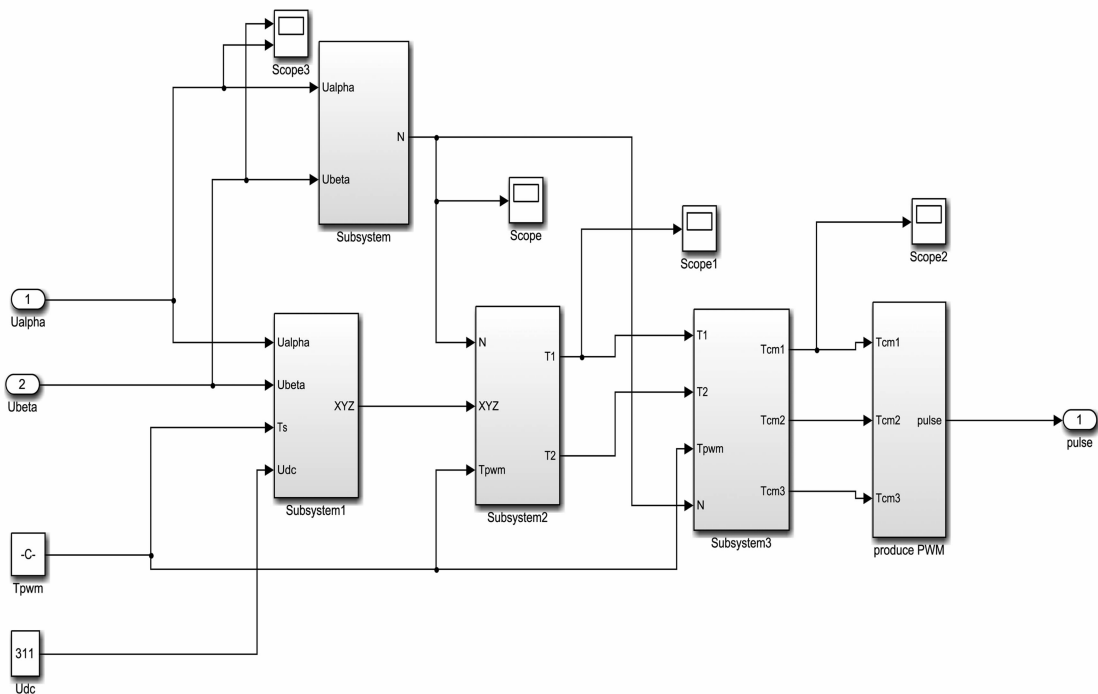 Scope3
Ualpha
N
Ubeta
Subsystem
Scope
Scope1
Scope2
1
Ualpha
2
Ubeta
Ualpha
Ubeta
XYZ
Ts
Udc
Subsystem1
N
T1
XYZ
T2
Tpwm
Subsystem2
T1
Tcm1
T2
Tcm2
Tpwm
Tcm3
N
Subsystem3
Tcm1
Tcm2
pulse
Tcm3
produce PWM
1
pulse
-C-
Tpwm
311
Udc